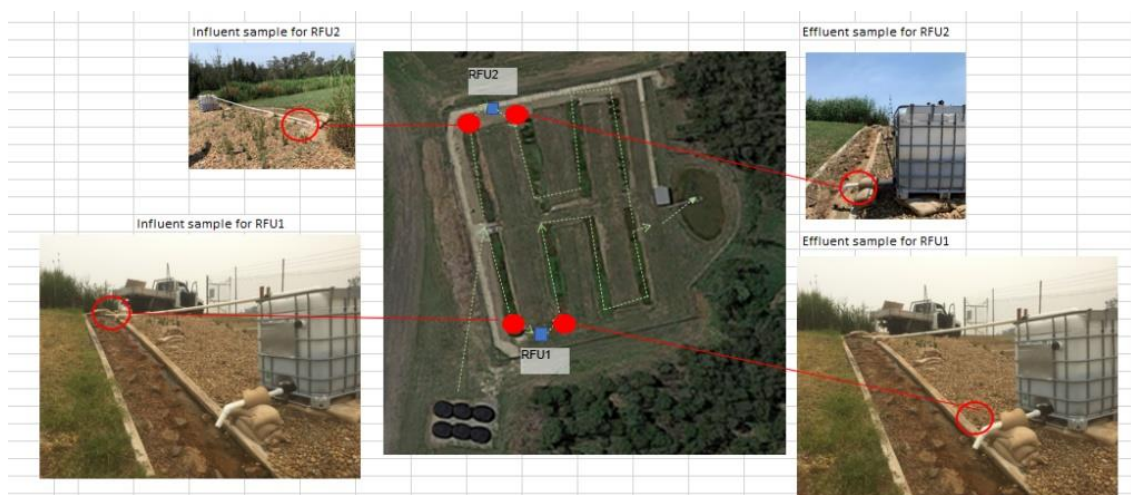 Influent sample for RFU2
Effluent sample for RFU2
RFU2
Influent sample for RFU1
Effluent sample for RFU1
RFU1